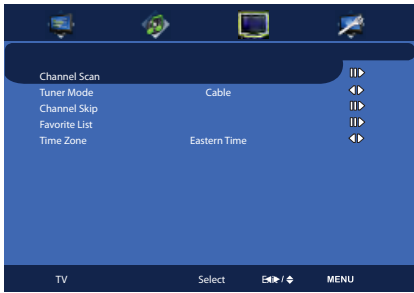 Channel Scan
Tuner Mode Cable
Channel Skip
Favorite List
Time Zone Eastern Time
TV Select MENU